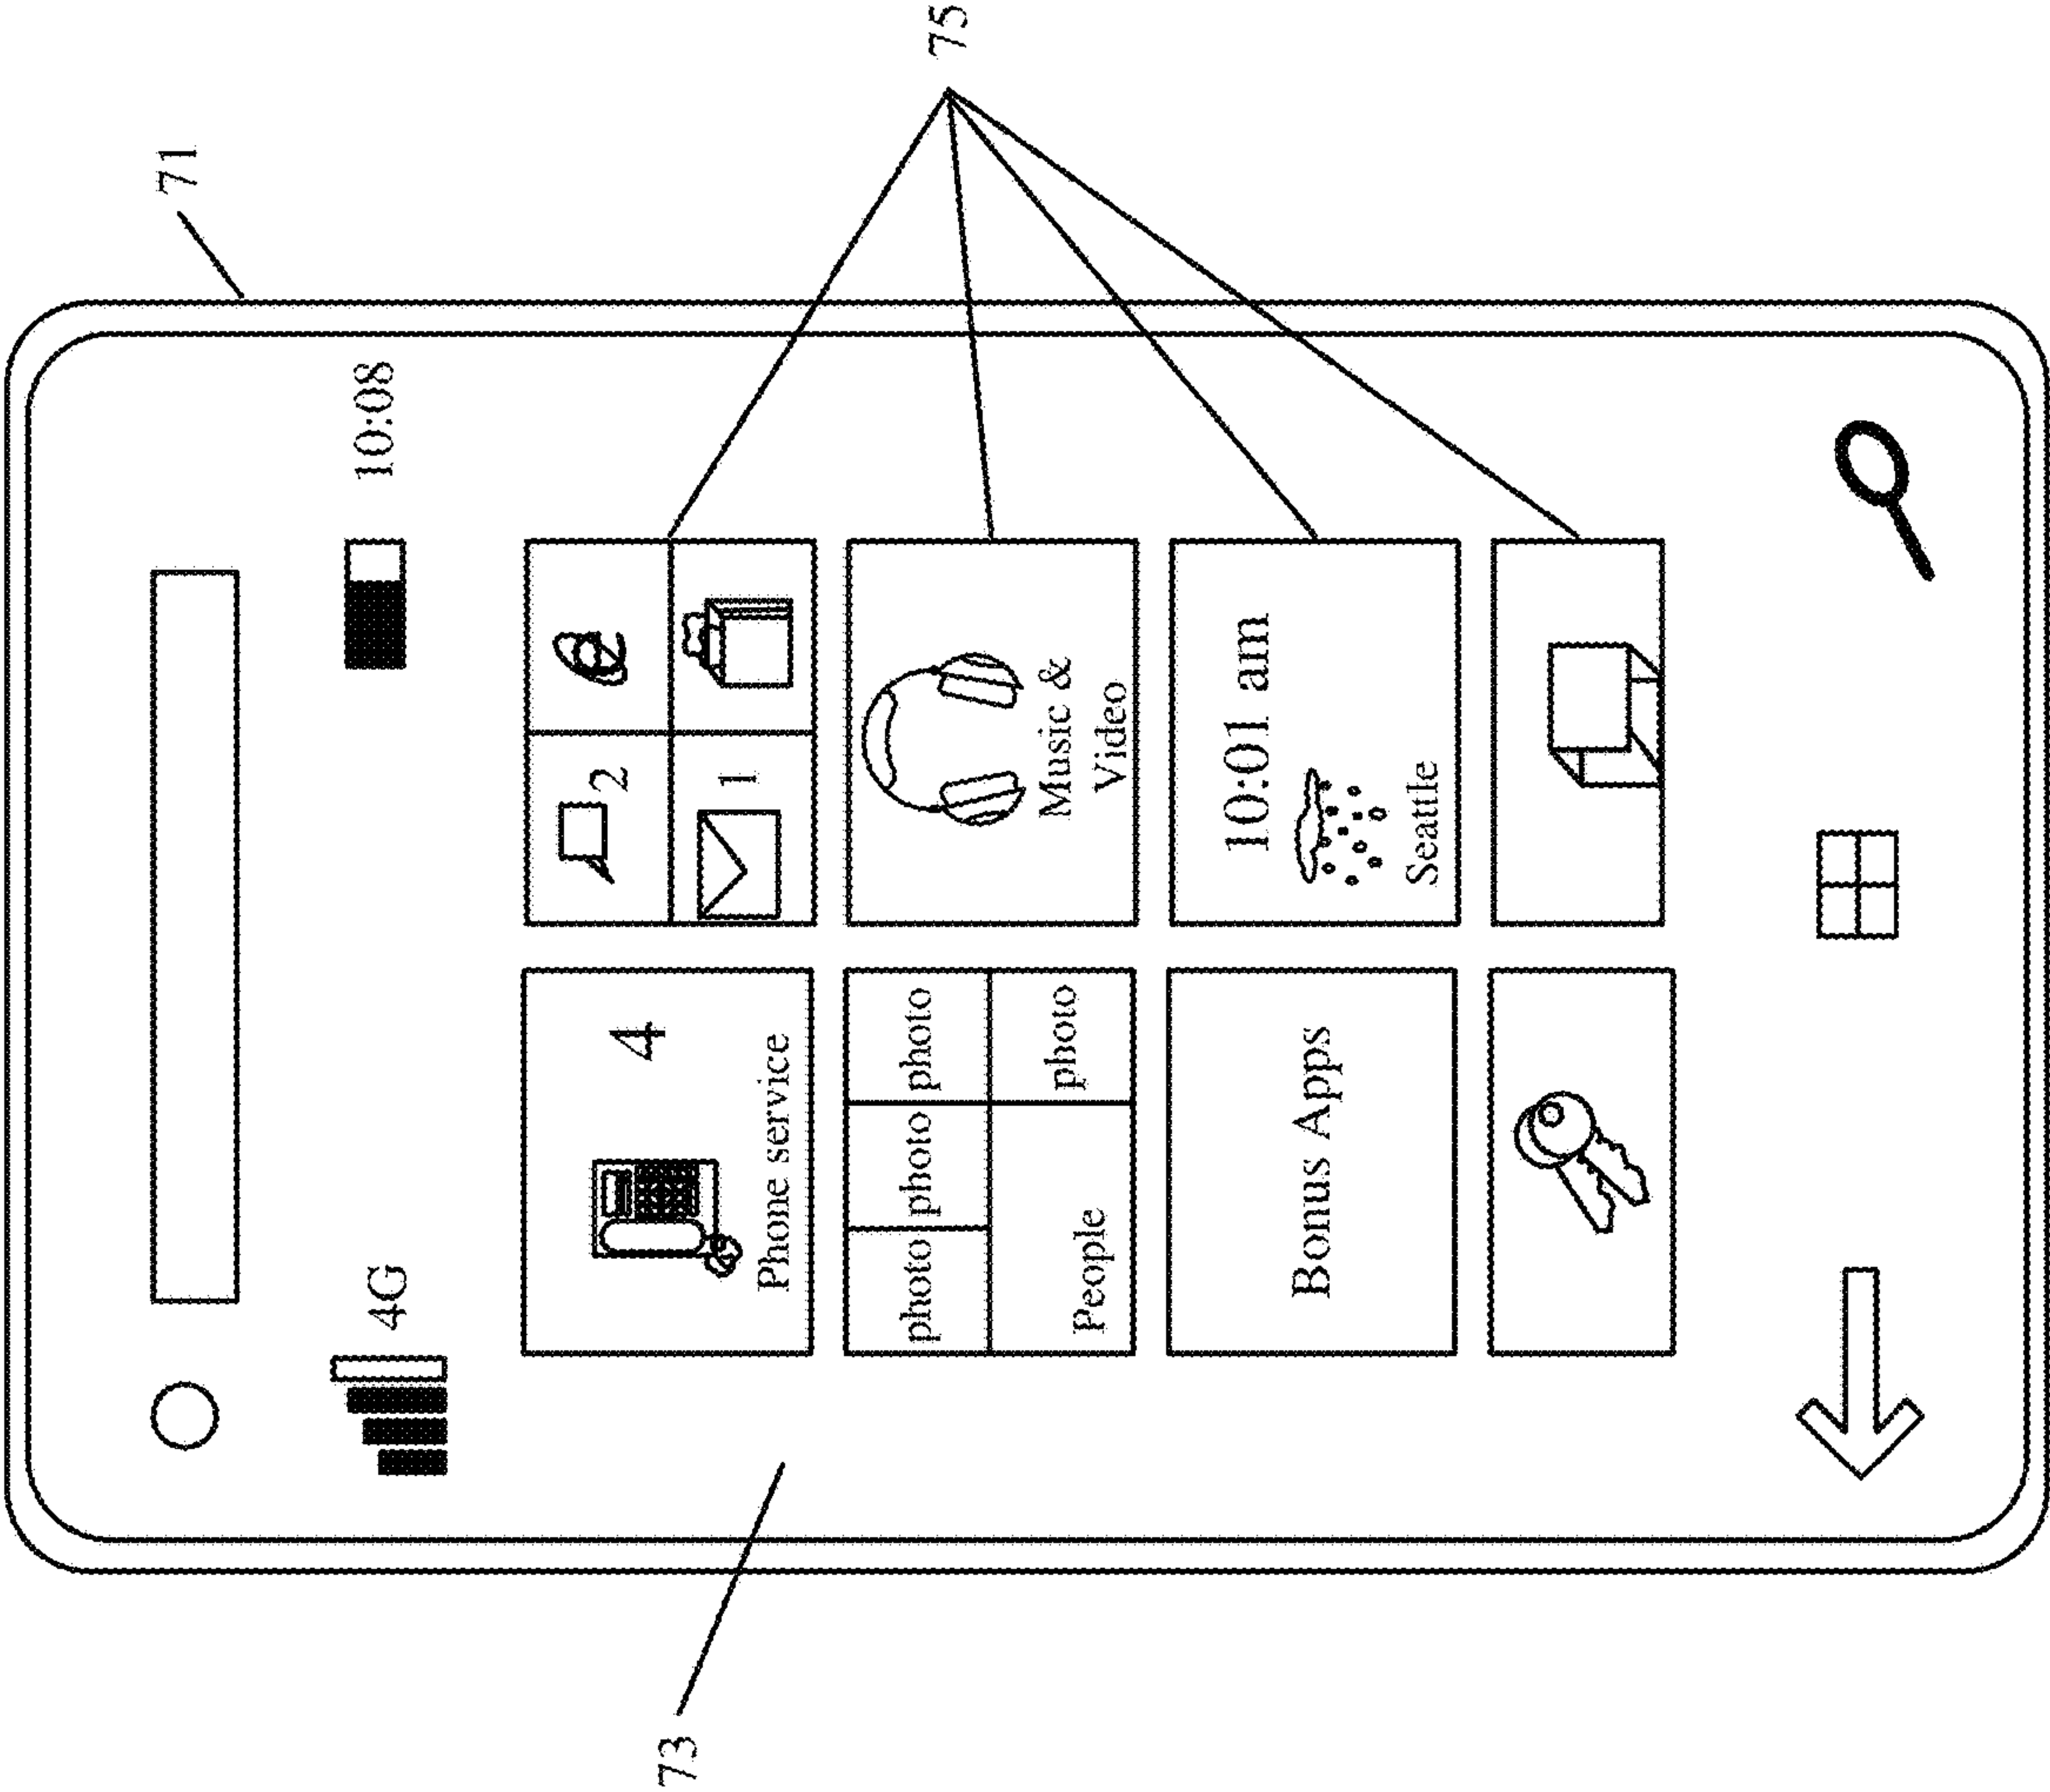 71
4G
10:08
4
Phone service
2
1
75
photo photo photo
People
photo
Music &
Video
Bonus Apps
10:01 am
Seattle
73